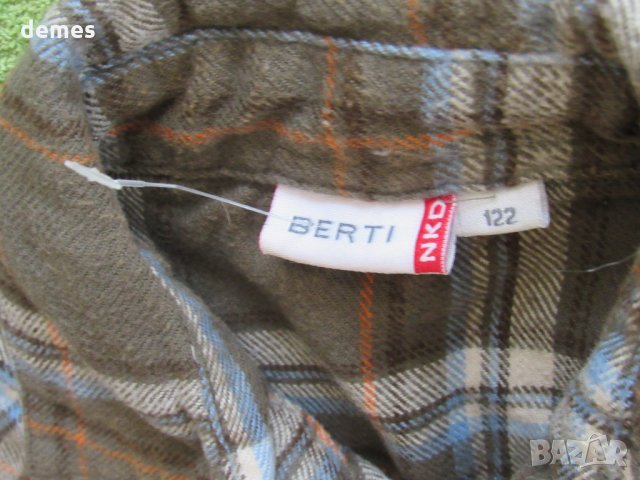 demes
BERTI
NKD
122
BAZAR